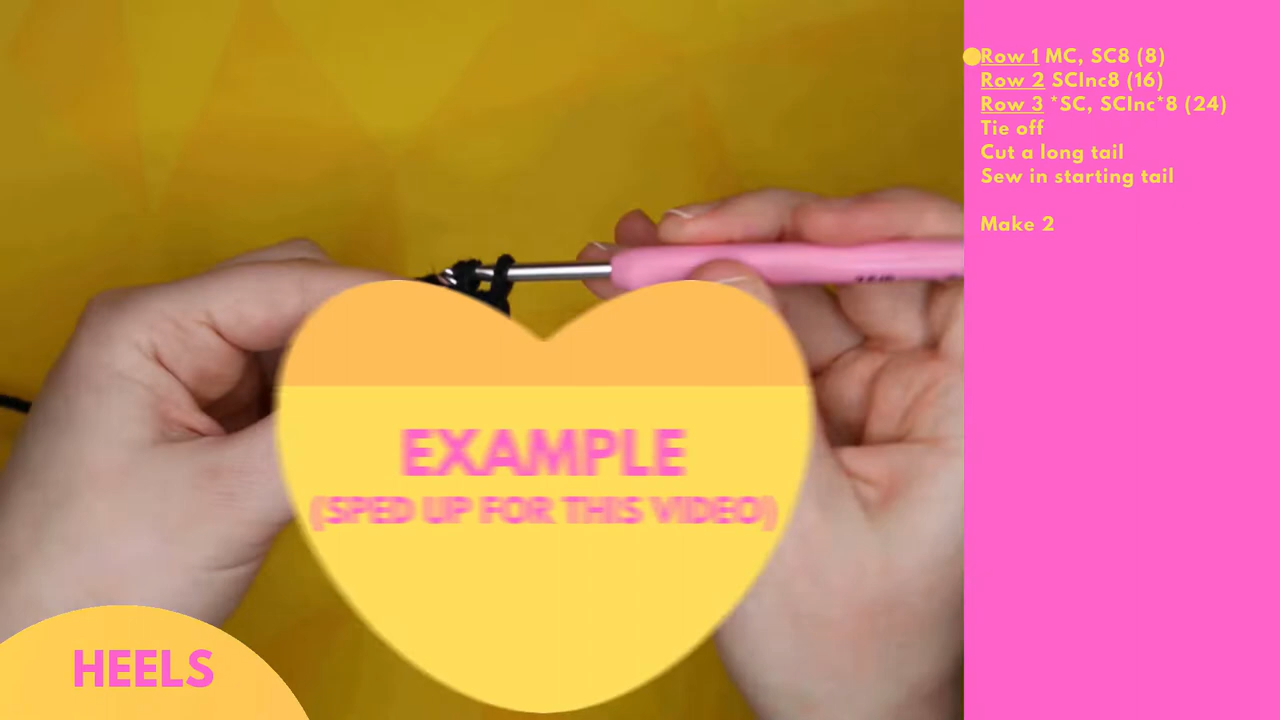 Row 1 MC, SC8 (8)
Row 2 SCInc8 (16)
Row 3 *SC, SCInc*8 (24)
Tie off
Cut a long tail
Sew in starting tail
Make 2
EXAMPLE
(SPED UP FOR THIS VIDEO)
HEELS